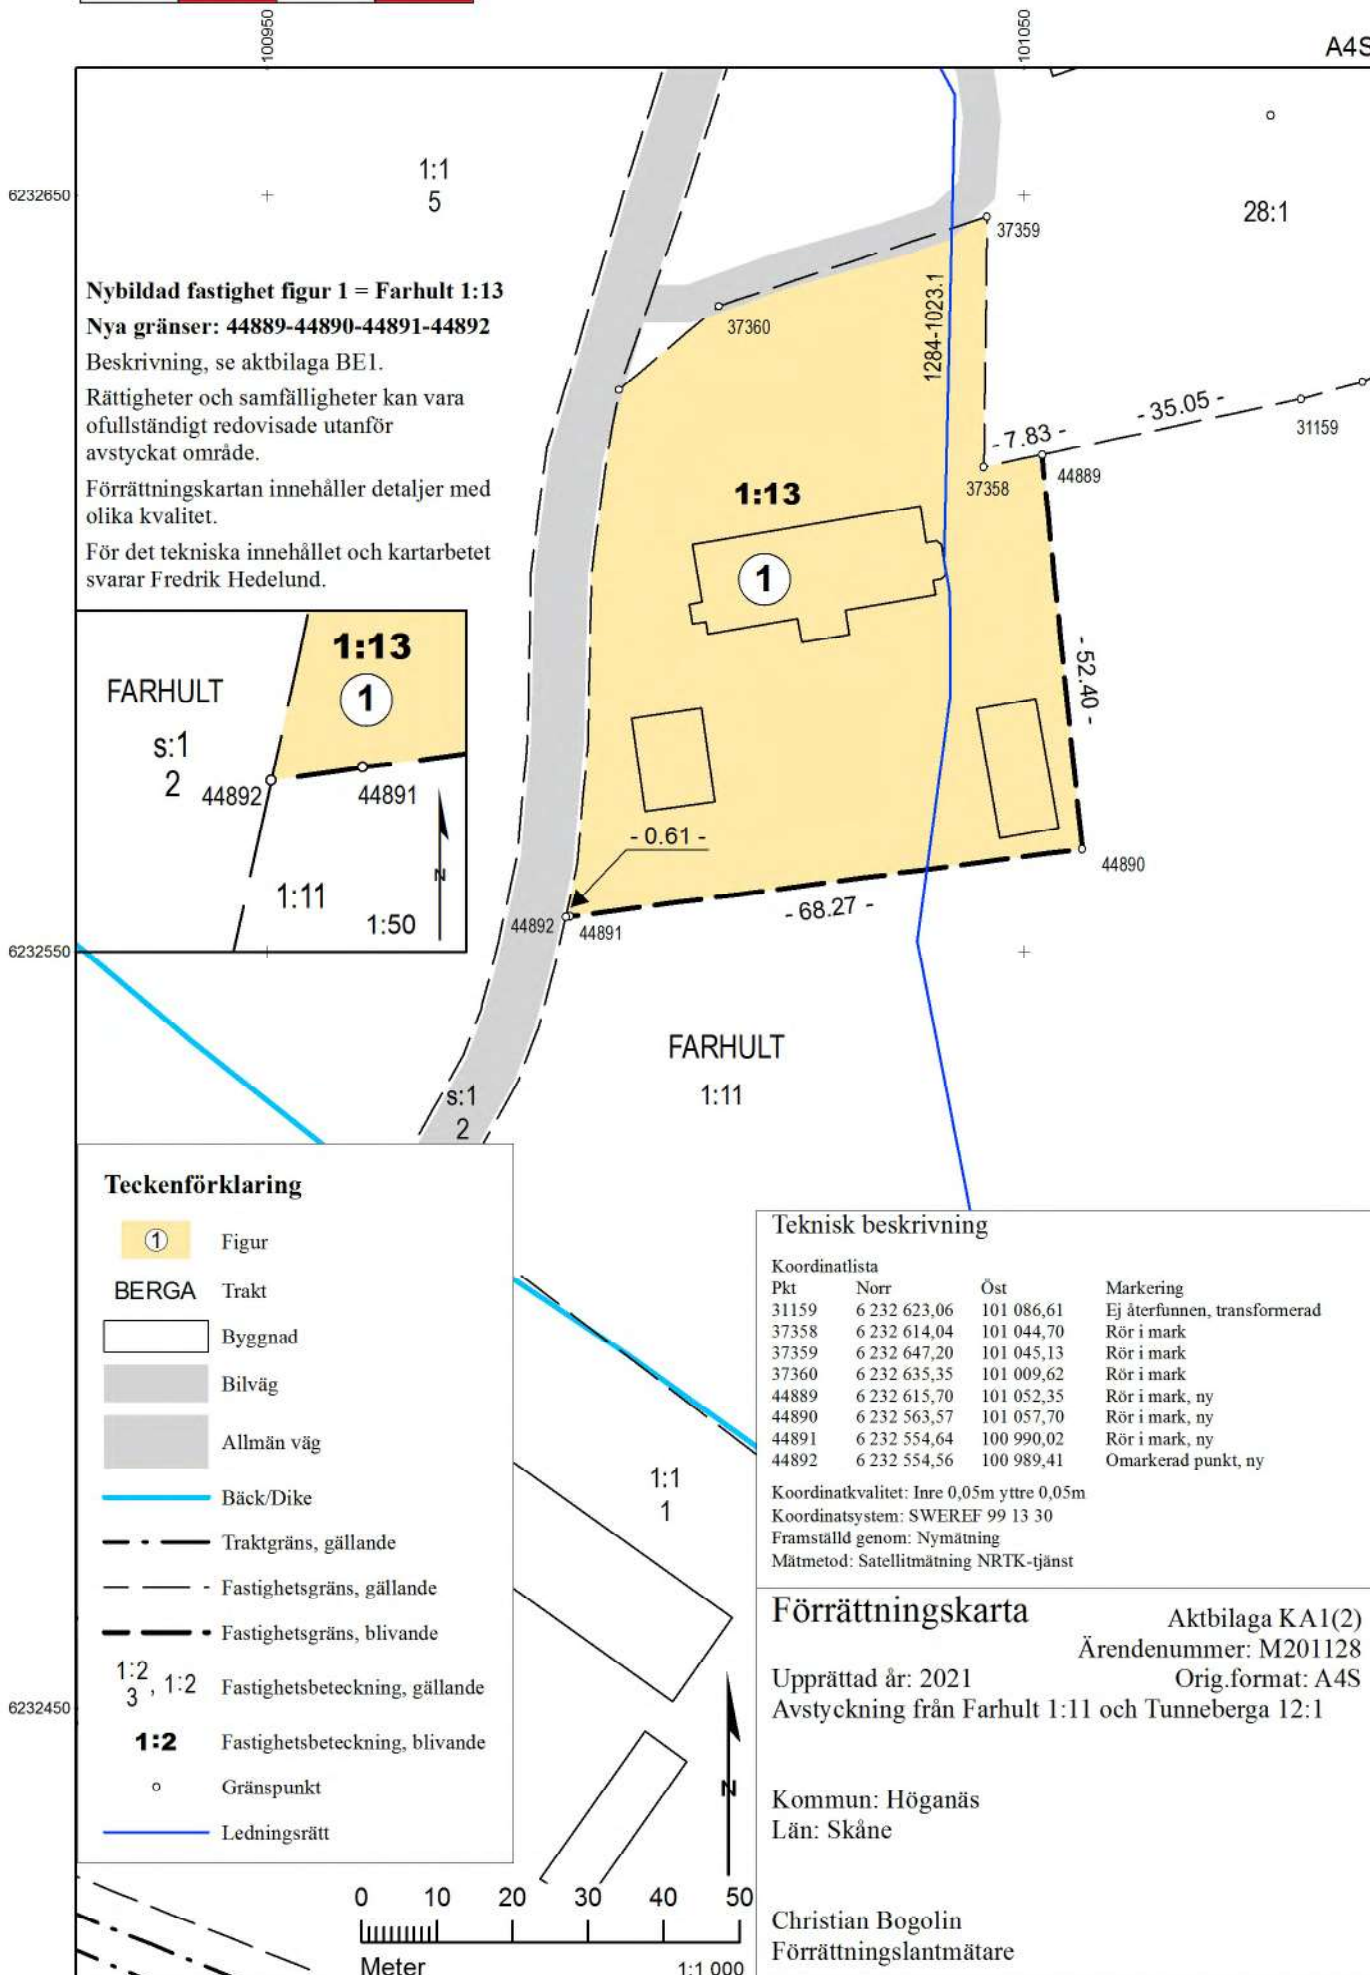 100950
101050
A4S
6232650
1:1
5
28:1
37359
Nybildad fastighet figur 1 = Farhult 1:13
Nya gränser: 44889-44890-44891-44892
Beskrivning, se aktbilaga BE1.
Rättigheter och samfälligheter kan vara
ofullständigt redovisade utanför
avstyckat område.
Förrättningskartan innehåller detaljer med
olika kvalitet.
För det tekniska innehållet och kartarbetet
svarar Fredrik Hedelund.
37360
1284-1023.1
- 35.05 -
31159
- 7.83 -
37358
44889
1:13
1
- 52.40 -
1:13
1
FARHULT
s:1
2
44892
44891
N
1:11
1:50
- 0.61 -
44890
- 68.27 -
44892
44891
6232550
FARHULT
1:11
s:1
2
Teckenförklaring
1 Figur
BERGA Trakt
Byggnad
Bilväg
Allmän väg
Bäck/Dike
Traktgräns, gällande
Fastighetsgräns, gällande
Fastighetsgräns, blivande
1:2
3 , 1:2 Fastighetsbeteckning, gällande
1:2 Fastighetsbeteckning, blivande
Gränspunkt
Ledningsrätt
6232450
1:1
1
N
0 10 20 30 40 50
Meter 1:1 000
Teknisk beskrivning
Koordinatlista
Pkt Norr Öst Markering
31159 6 232 623,06 101 086,61 Ej återfunnen, transformerad
37358 6 232 614,04 101 044,70 Rör i mark
37359 6 232 647,20 101 045,13 Rör i mark
37360 6 232 635,35 101 009,62 Rör i mark
44889 6 232 615,70 101 052,35 Rör i mark, ny
44890 6 232 563,57 101 057,70 Rör i mark, ny
44891 6 232 554,64 100 990,02 Rör i mark, ny
44892 6 232 554,56 100 989,41 Omarkerad punkt, ny
Koordinatkvalitet: Inre 0,05m yttre 0,05m
Koordinatsystem: SWEREF 99 13 30
Framställd genom: Nymätning
Mätmetod: Satellitmätning NRTK-tjänst
Förrättningskarta
Aktbilaga KA1(2)
Ärendenummer: M201128
Upprättad år: 2021 Orig.format: A4S
Avstyckning från Farhult 1:11 och Tunneberga 12:1
Kommun: Höganäs
Län: Skåne
Christian Bogolin
Förrättningslantmätare